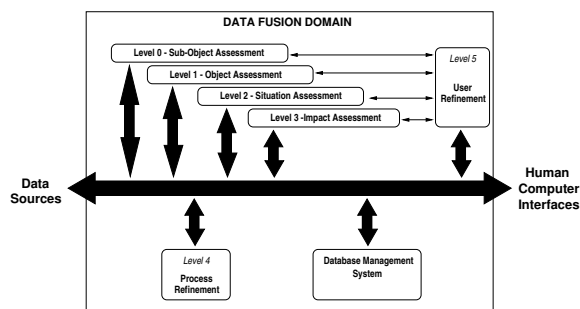 DATA FUSION DOMAIN
Level 0 - Sub-Object Assessment
Level 1 - Object Assessment
Level 2 - Situation Assessment
Level 3 -Impact Assessment
Level 5
User
Refinement
Data
Sources
Human
Computer
Interfaces
Level 4
Process
Refinement
Database Management
System